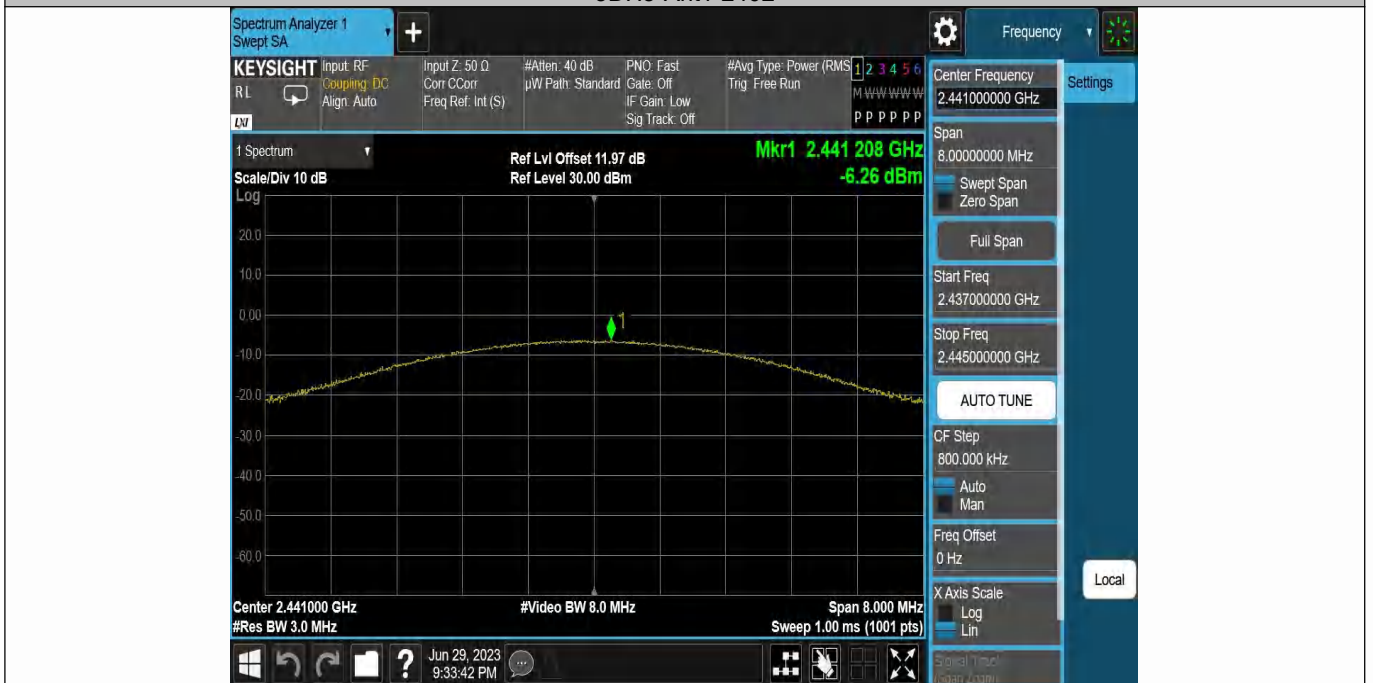 Spectrum Analyzer 1
Swept SA
+
Frequency
KEYSIGHT
RL
LXI
Input: RF
Coupling: DC
Align: Auto
Input Z: 50 Ω
Corr CCorr
Freq Ref: Int (S)
#Atten: 40 dB
µW Path: Standard
PNO: Fast
Gate: Off
IF Gain: Low
Sig Track: Off
#Avg Type: Power (RMS
Trig: Free Run
1 2 3 4 5 6
M W W W W W
P P P P P P
1 Spectrum
Scale/Div 10 dB
Ref Lvl Offset 11.97 dB
Ref Level 30.00 dBm
Mkr1 2.441 208 GHz
-6.26 dBm
Log
20.0
10.0
0.00
-10.0
-20.0
-30.0
-40.0
-50.0
-60.0
1
Center 2.441000 GHz
#Res BW 3.0 MHz
#Video BW 8.0 MHz
Span 8.000 MHz
Sweep 1.00 ms (1001 pts)
Center Frequency
2.441000000 GHz
Settings
Span
8.00000000 MHz
Swept Span
Zero Span
Full Span
Start Freq
2.437000000 GHz
Stop Freq
2.445000000 GHz
AUTO TUNE
CF Step
800.000 kHz
Auto
Man
Freq Offset
0 Hz
X Axis Scale
Log
Lin
Signal Track
(Span Zoom)
Local
?
Jun 29, 2023
9:33:42 PM